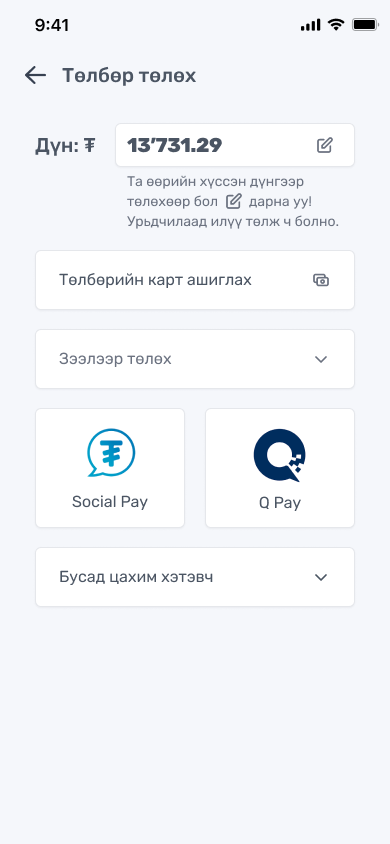 9:41
Төлбөр төлөх
Дүн: ₮ 13’731.29
Та өөрийн хүссэн дүнгээр
төлөхөөр бол дарна уу!
Урьдчилаад илүү төлж ч болно.
Төлбөрийн карт ашиглах
Зээлээр төлөх
Social Pay
Q Pay
Бусад цахим хэтэвч